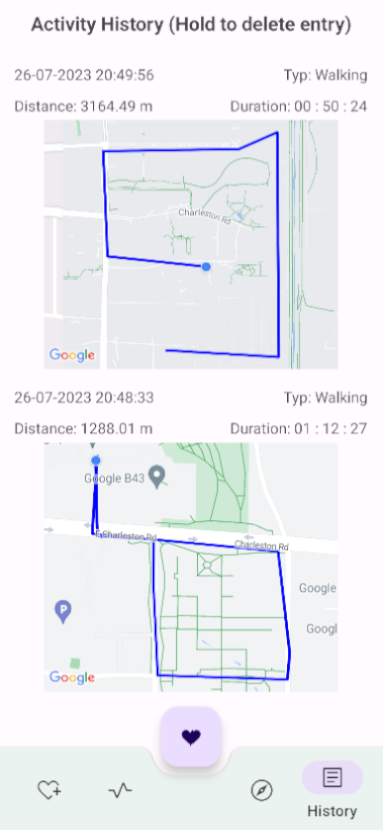 Activity History (Hold to delete entry)
26-07-2023 20:49:56 Typ: Walking
Distance: 3164.49 m Duration: 00 : 50 : 24
Charleston Rd
Google
26-07-2023 20:48:33 Typ: Walking
Distance: 1288.01 m Duration: 01 : 12 : 27
Google B43
E Charleston Rd
Charleston Rd
Google
P
Googl
Google
History